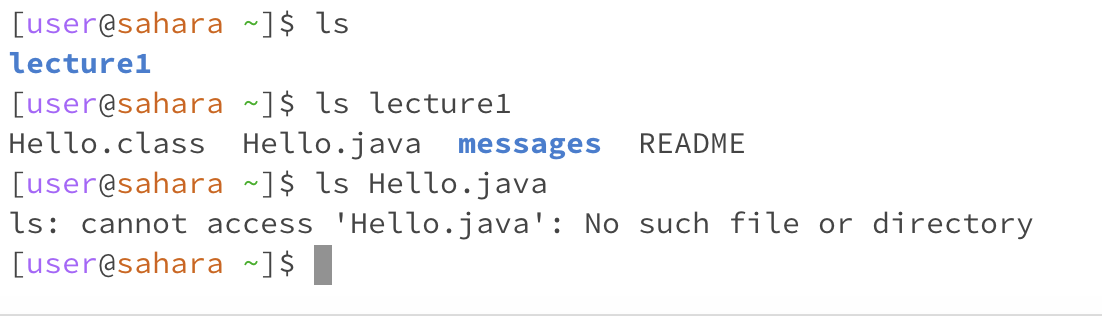 [user@sahara ~]$ ls
lecture1
[user@sahara ~]$ ls lecture1
Hello.class  Hello.java  messages  README
[user@sahara ~]$ ls Hello.java
ls: cannot access 'Hello.java': No such file or directory
[user@sahara ~]$